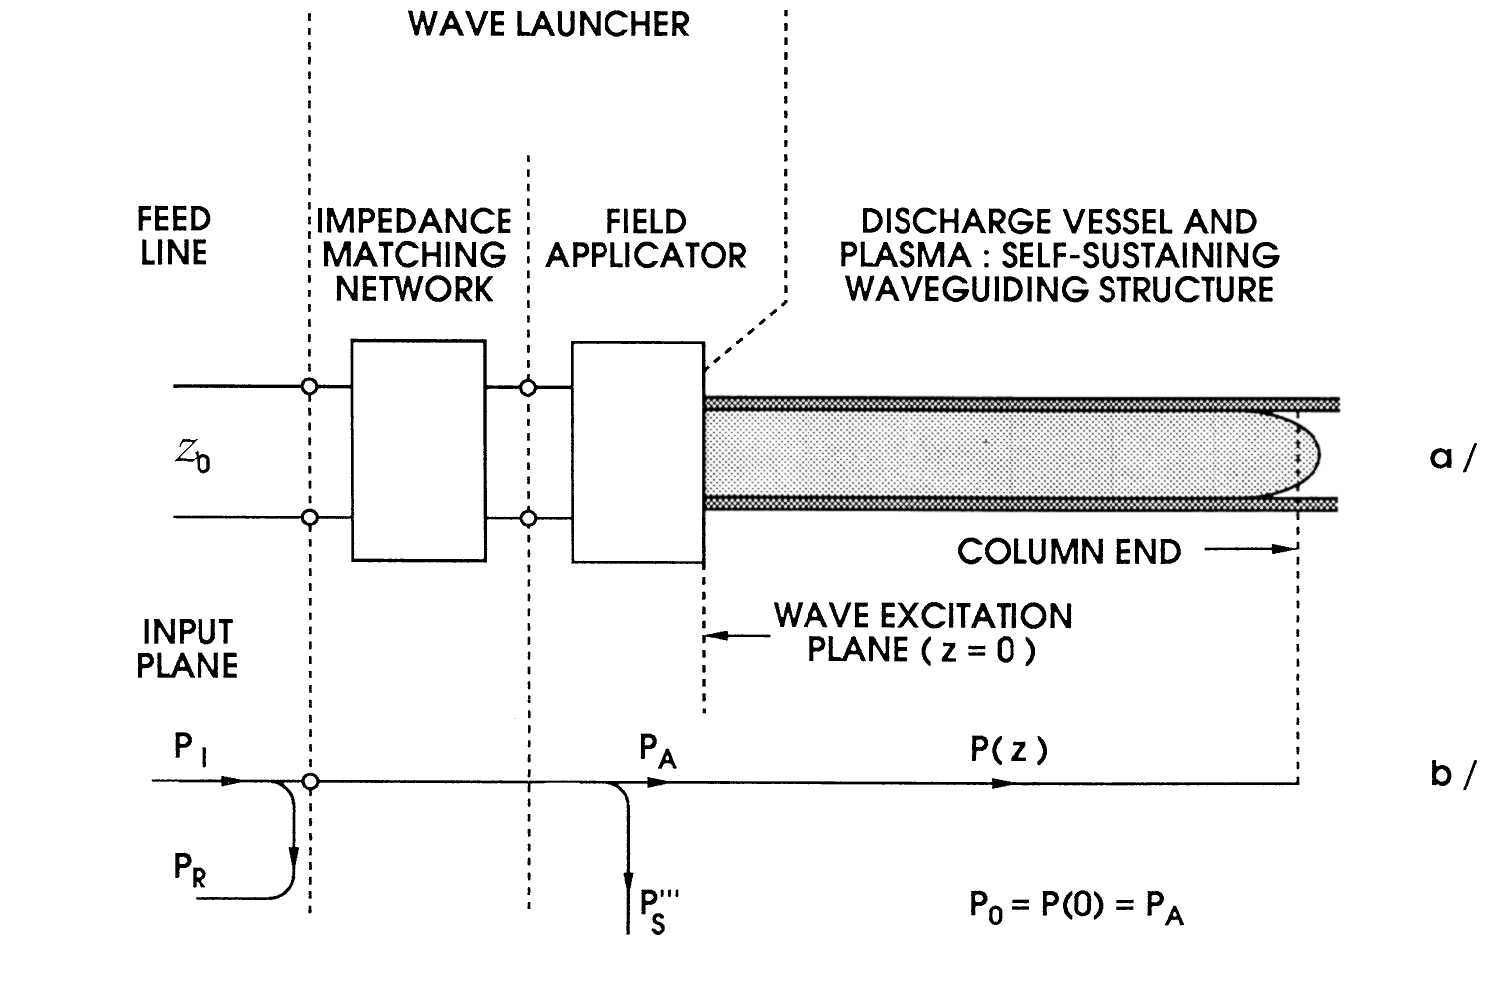 WAVE LAUNCHER
FEED
LINE
IMPEDANCE
MATCHING
NETWORK
FIELD
APPLICATOR
DISCHARGE VESSEL AND
PLASMA : SELF-SUSTAINING
WAVEGUIDING STRUCTURE
Z0
a /
COLUMN END
WAVE EXCITATION
PLANE ( z = 0 )
INPUT
PLANE
PI
PA
P( z )
b /
PR
PS'''
P0 = P(0) = PA